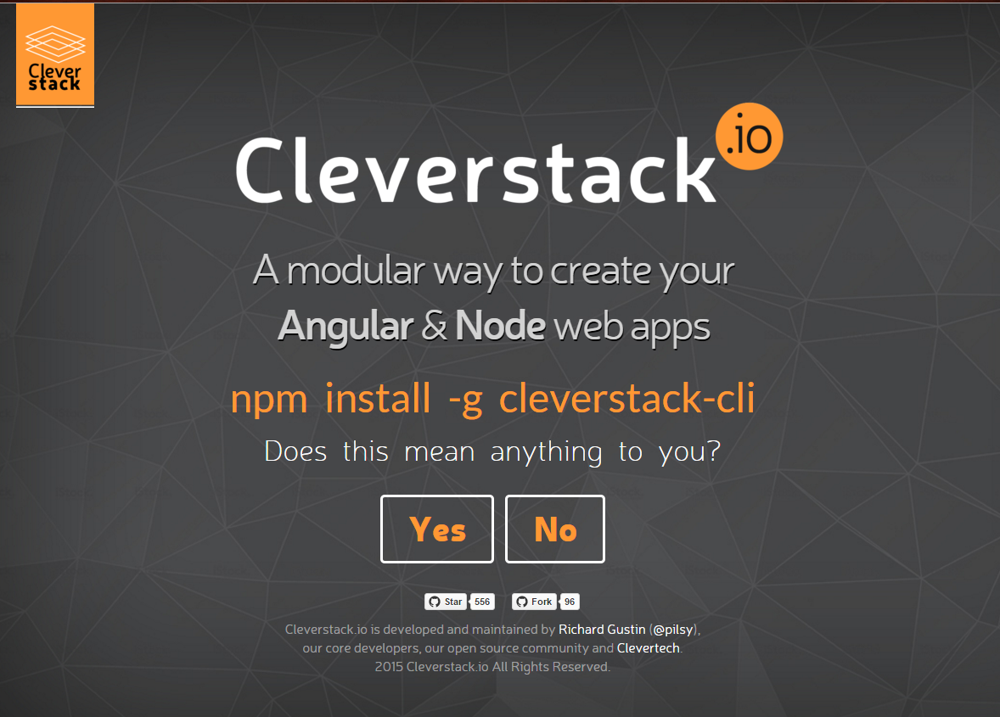 Clever
stack
Cleverstack .io
A modular way to create your
Angular & Node web apps
npm install -g cleverstack-cli
Does this mean anything to you?
Yes No
Star 556 Fork 96
Cleverstack.io is developed and maintained by Richard Gustin (@pilsy),
our core developers, our open source community and Clevertech.
2015 Cleverstack.io All Rights Reserved.